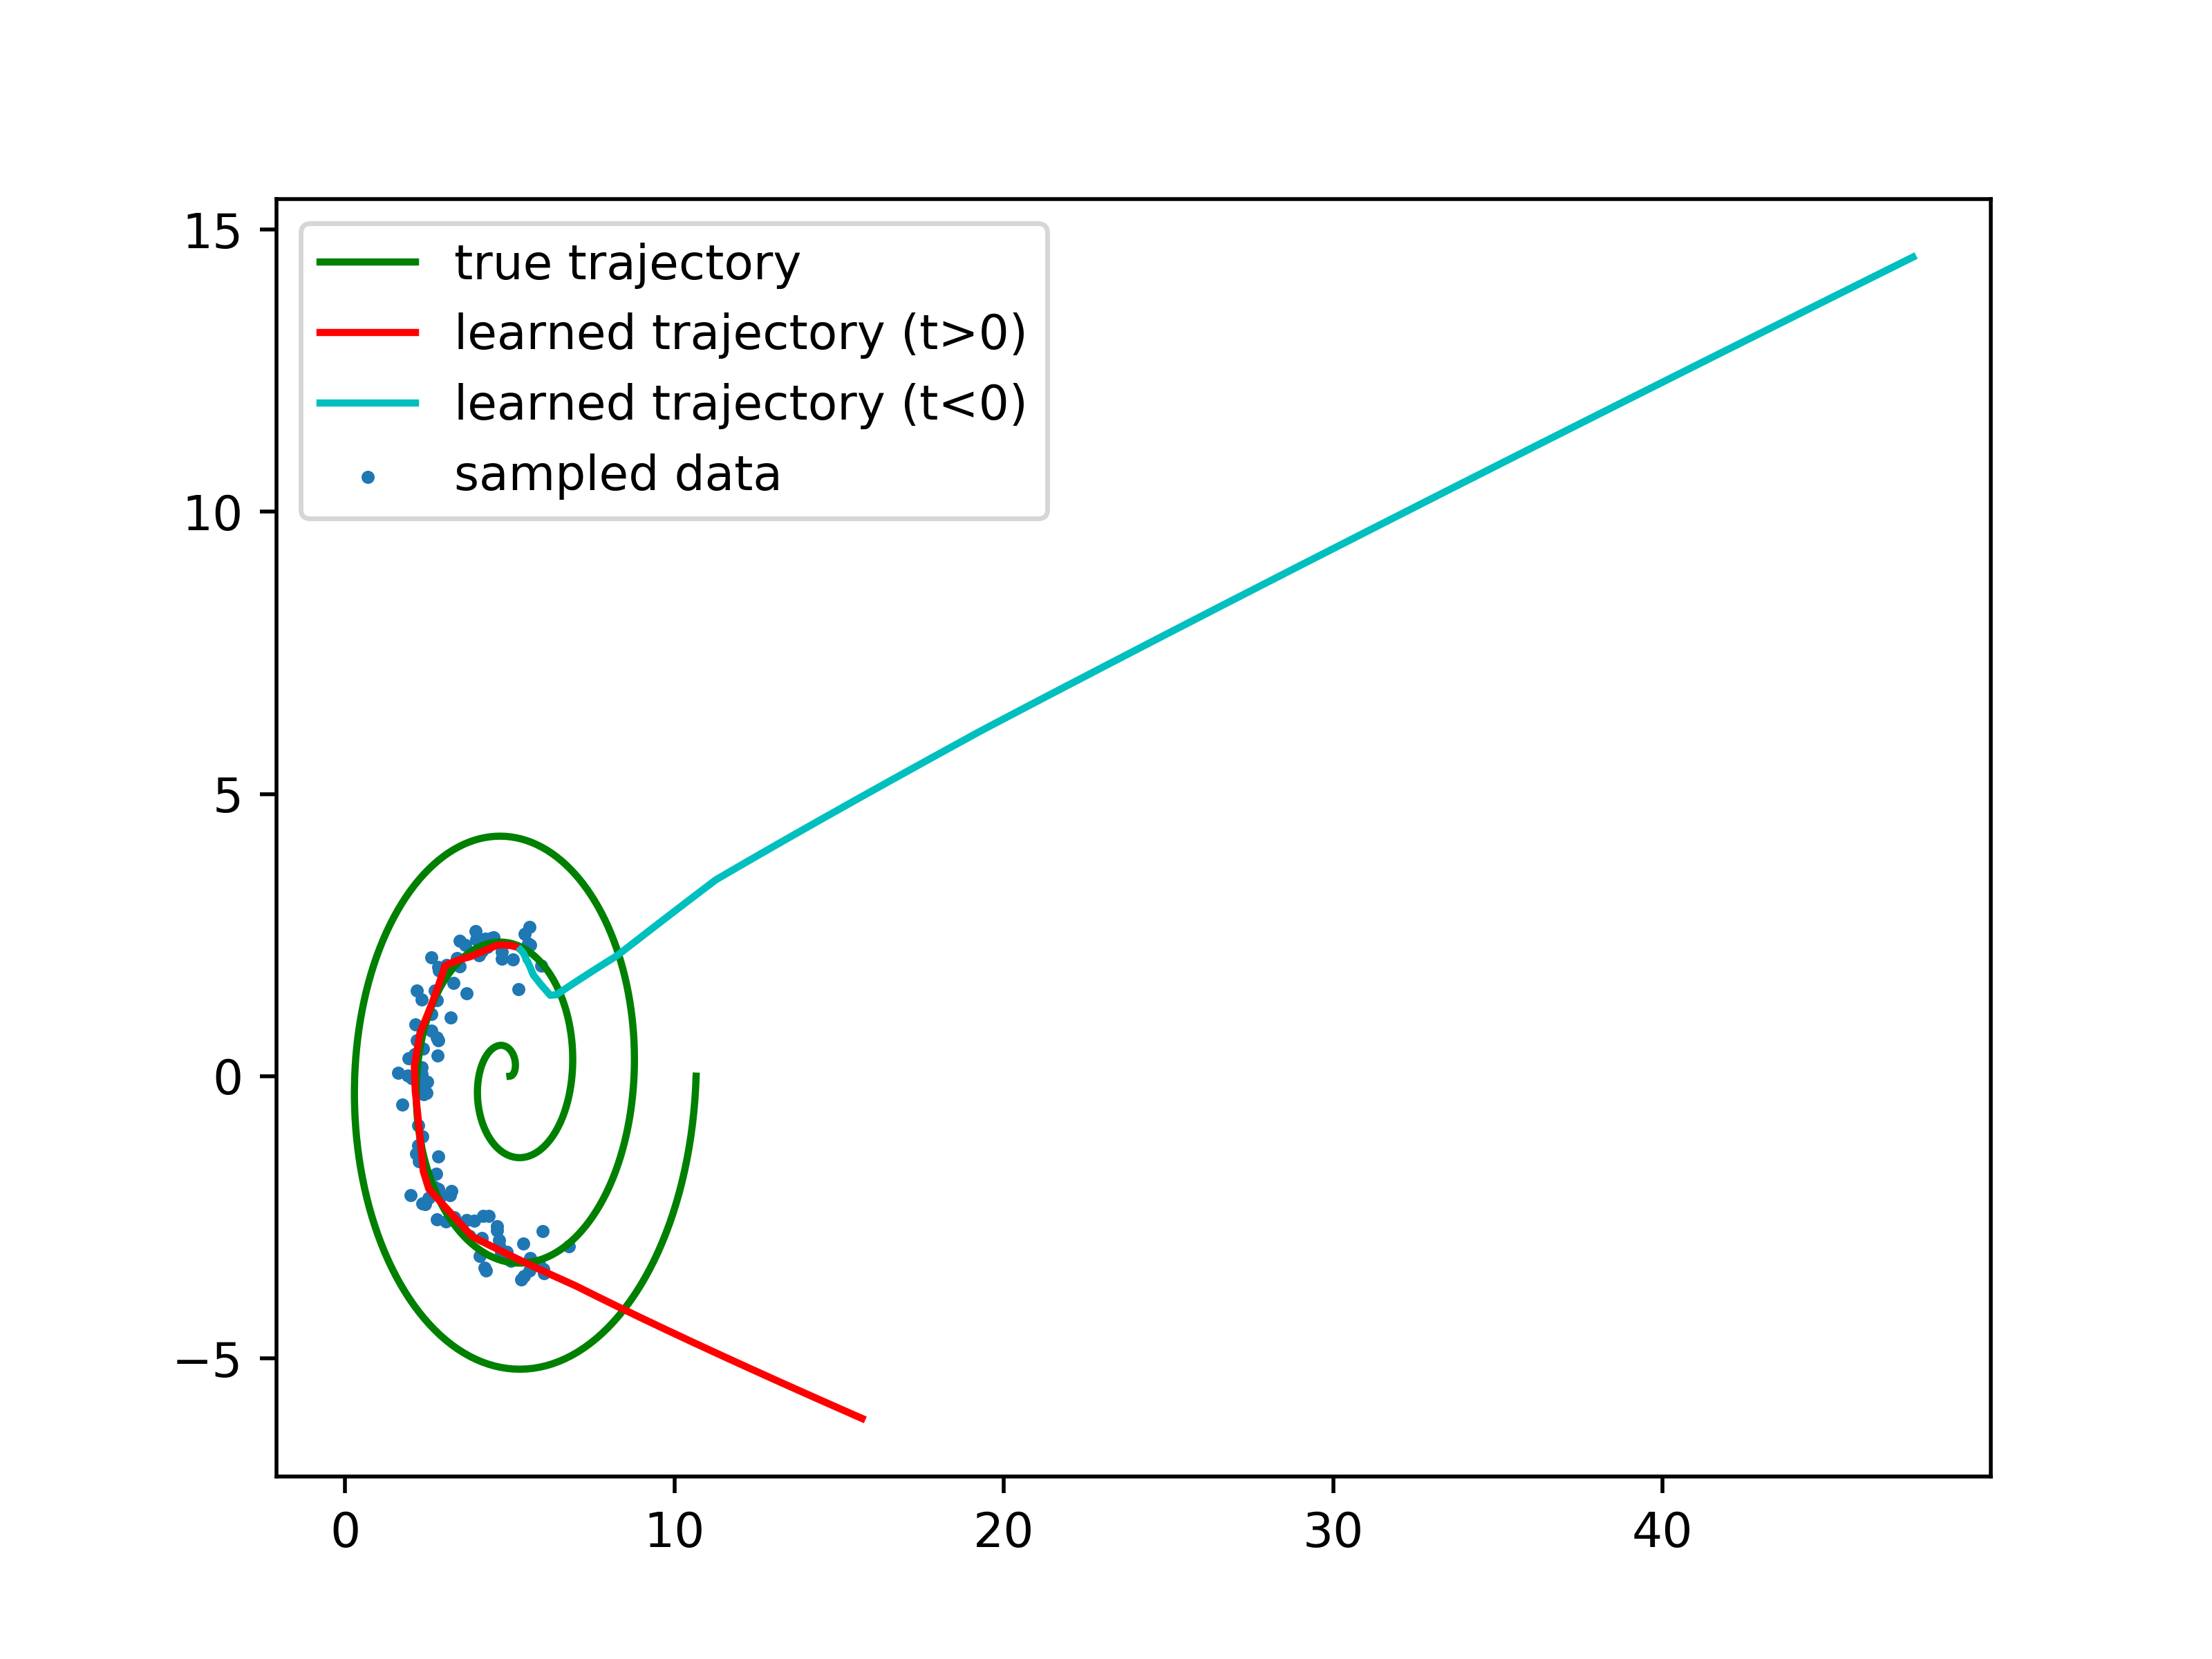 15
10
5
0
−5
true trajectory
learned trajectory (t>0)
learned trajectory (t<0)
sampled data
0 10 20 30 40